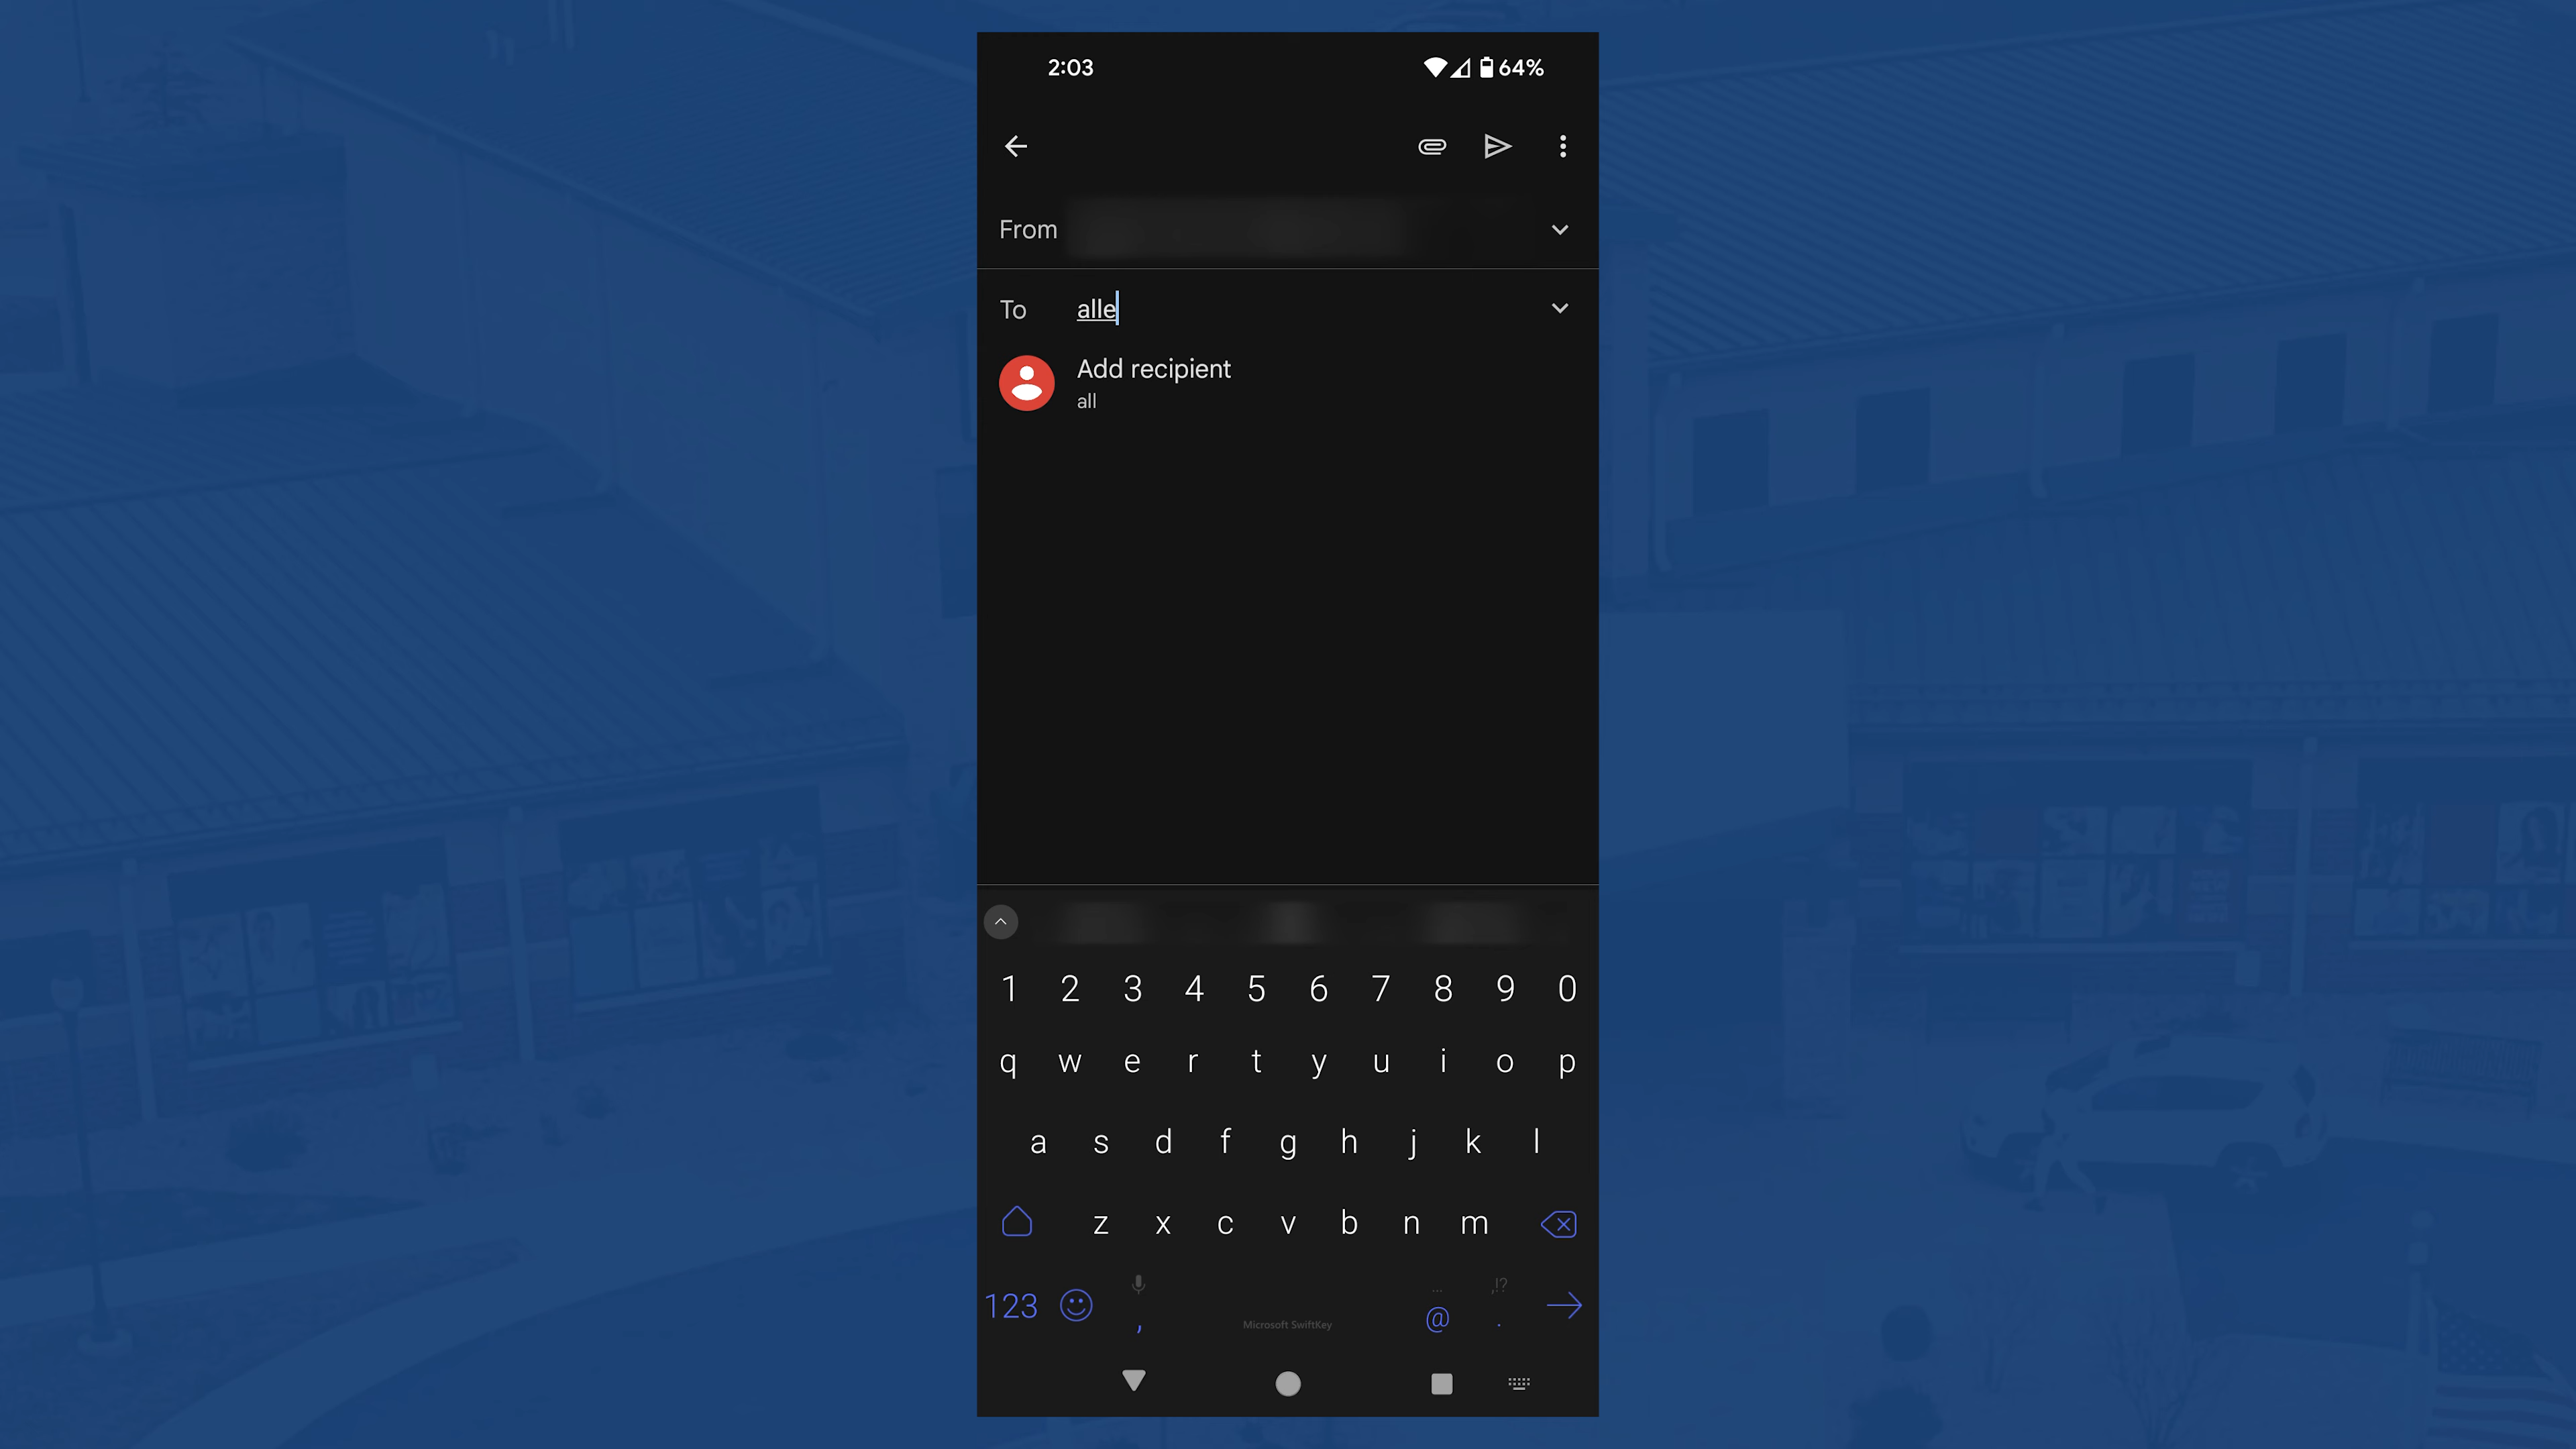 2:03 64%
From
To alle
Add recipient
all
1 2 3 4 5 6 7 8 9 0
q w e r t y u i o p
a s d f g h j k l
z x c v b n m
... ,!?
123 , Microsoft SwiftKey @ .